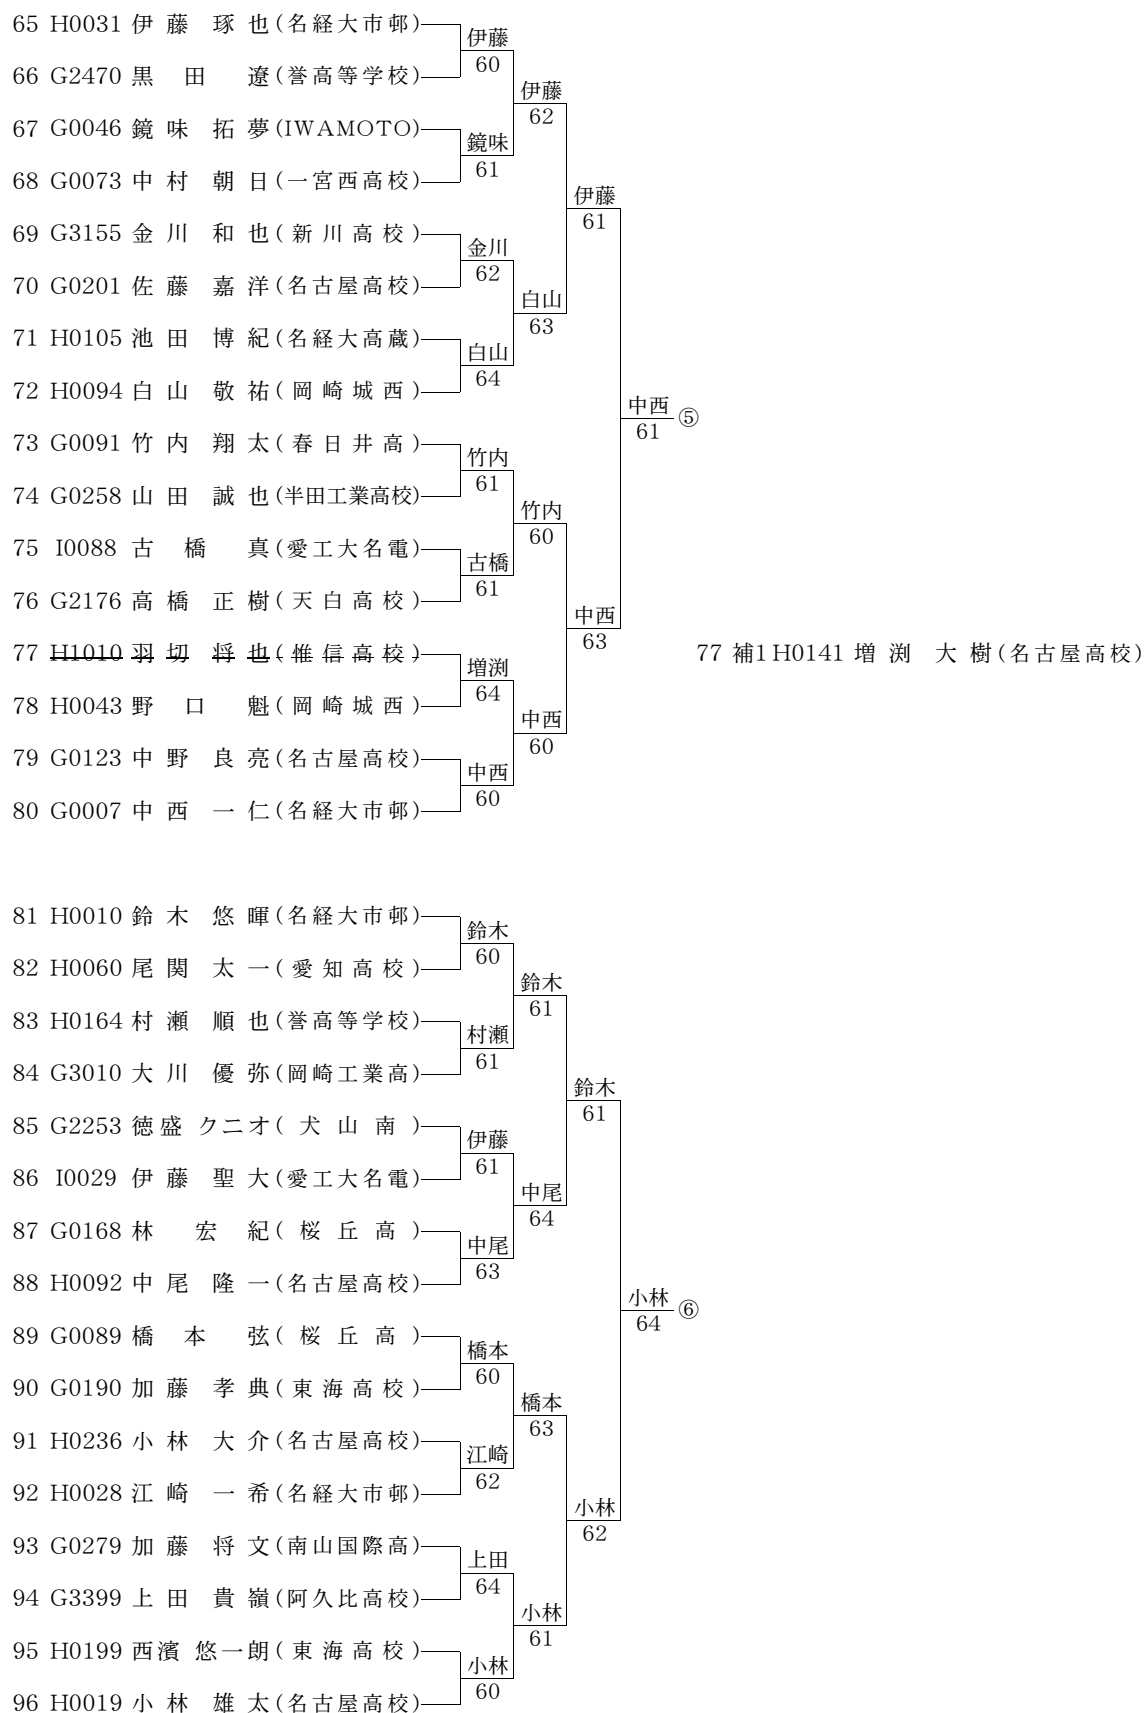 65 H0031 伊藤 琢也(名経大市邨)
伊藤
60
66 G2470 黒田 遼(誉高等学校)
伊藤
62
67 G0046 鏡味 拓夢(IWAMOTO)
鏡味
61
68 G0073 中村 朝日(一宮西高校)
伊藤
61
69 G3155 金川 和也(新川高校)
金川
62
70 G0201 佐藤 嘉洋(名古屋高校)
白山
63
71 H0105 池田 博紀(名経大高蔵)
白山
64
72 H0094 白山 敬祐(岡崎城西)
中西
61 ⑤
73 G0091 竹内 翔太(春日井高)
竹内
61
74 G0258 山田 誠也(半田工業高校)
竹内
60
75 I0088 古橋 真(愛工大名電)
古橋
61
76 G2176 高橋 正樹(天白高校)
中西
63
77 H1010 羽切 将也(惟信高校)
77 補1 H0141 増渕 大樹(名古屋高校)
増渕
64
78 H0043 野口 魁(岡崎城西)
中西
60
79 G0123 中野 良亮(名古屋高校)
中西
60
80 G0007 中西 一仁(名経大市邨)
81 H0010 鈴木 悠暉(名経大市邨)
鈴木
60
82 H0060 尾関 太一(愛知高校)
鈴木
61
83 H0164 村瀬 順也(誉高等学校)
村瀬
61
84 G3010 大川 優弥(岡崎工業高)
鈴木
61
85 G2253 徳盛 クニオ(犬山南)
伊藤
61
86 I0029 伊藤 聖大(愛工大名電)
中尾
64
87 G0168 林 宏紀(桜丘高)
中尾
63
88 H0092 中尾 隆一(名古屋高校)
小林
64 ⑥
89 G0089 橋本 弦(桜丘高)
橋本
60
90 G0190 加藤 孝典(東海高校)
橋本
63
91 H0236 小林 大介(名古屋高校)
江崎
62
92 H0028 江崎 一希(名経大市邨)
小林
62
93 G0279 加藤 将文(南山国際高)
上田
64
94 G3399 上田 貴嶺(阿久比高校)
小林
61
95 H0199 西濱 悠一朗(東海高校)
小林
60
96 H0019 小林 雄太(名古屋高校)